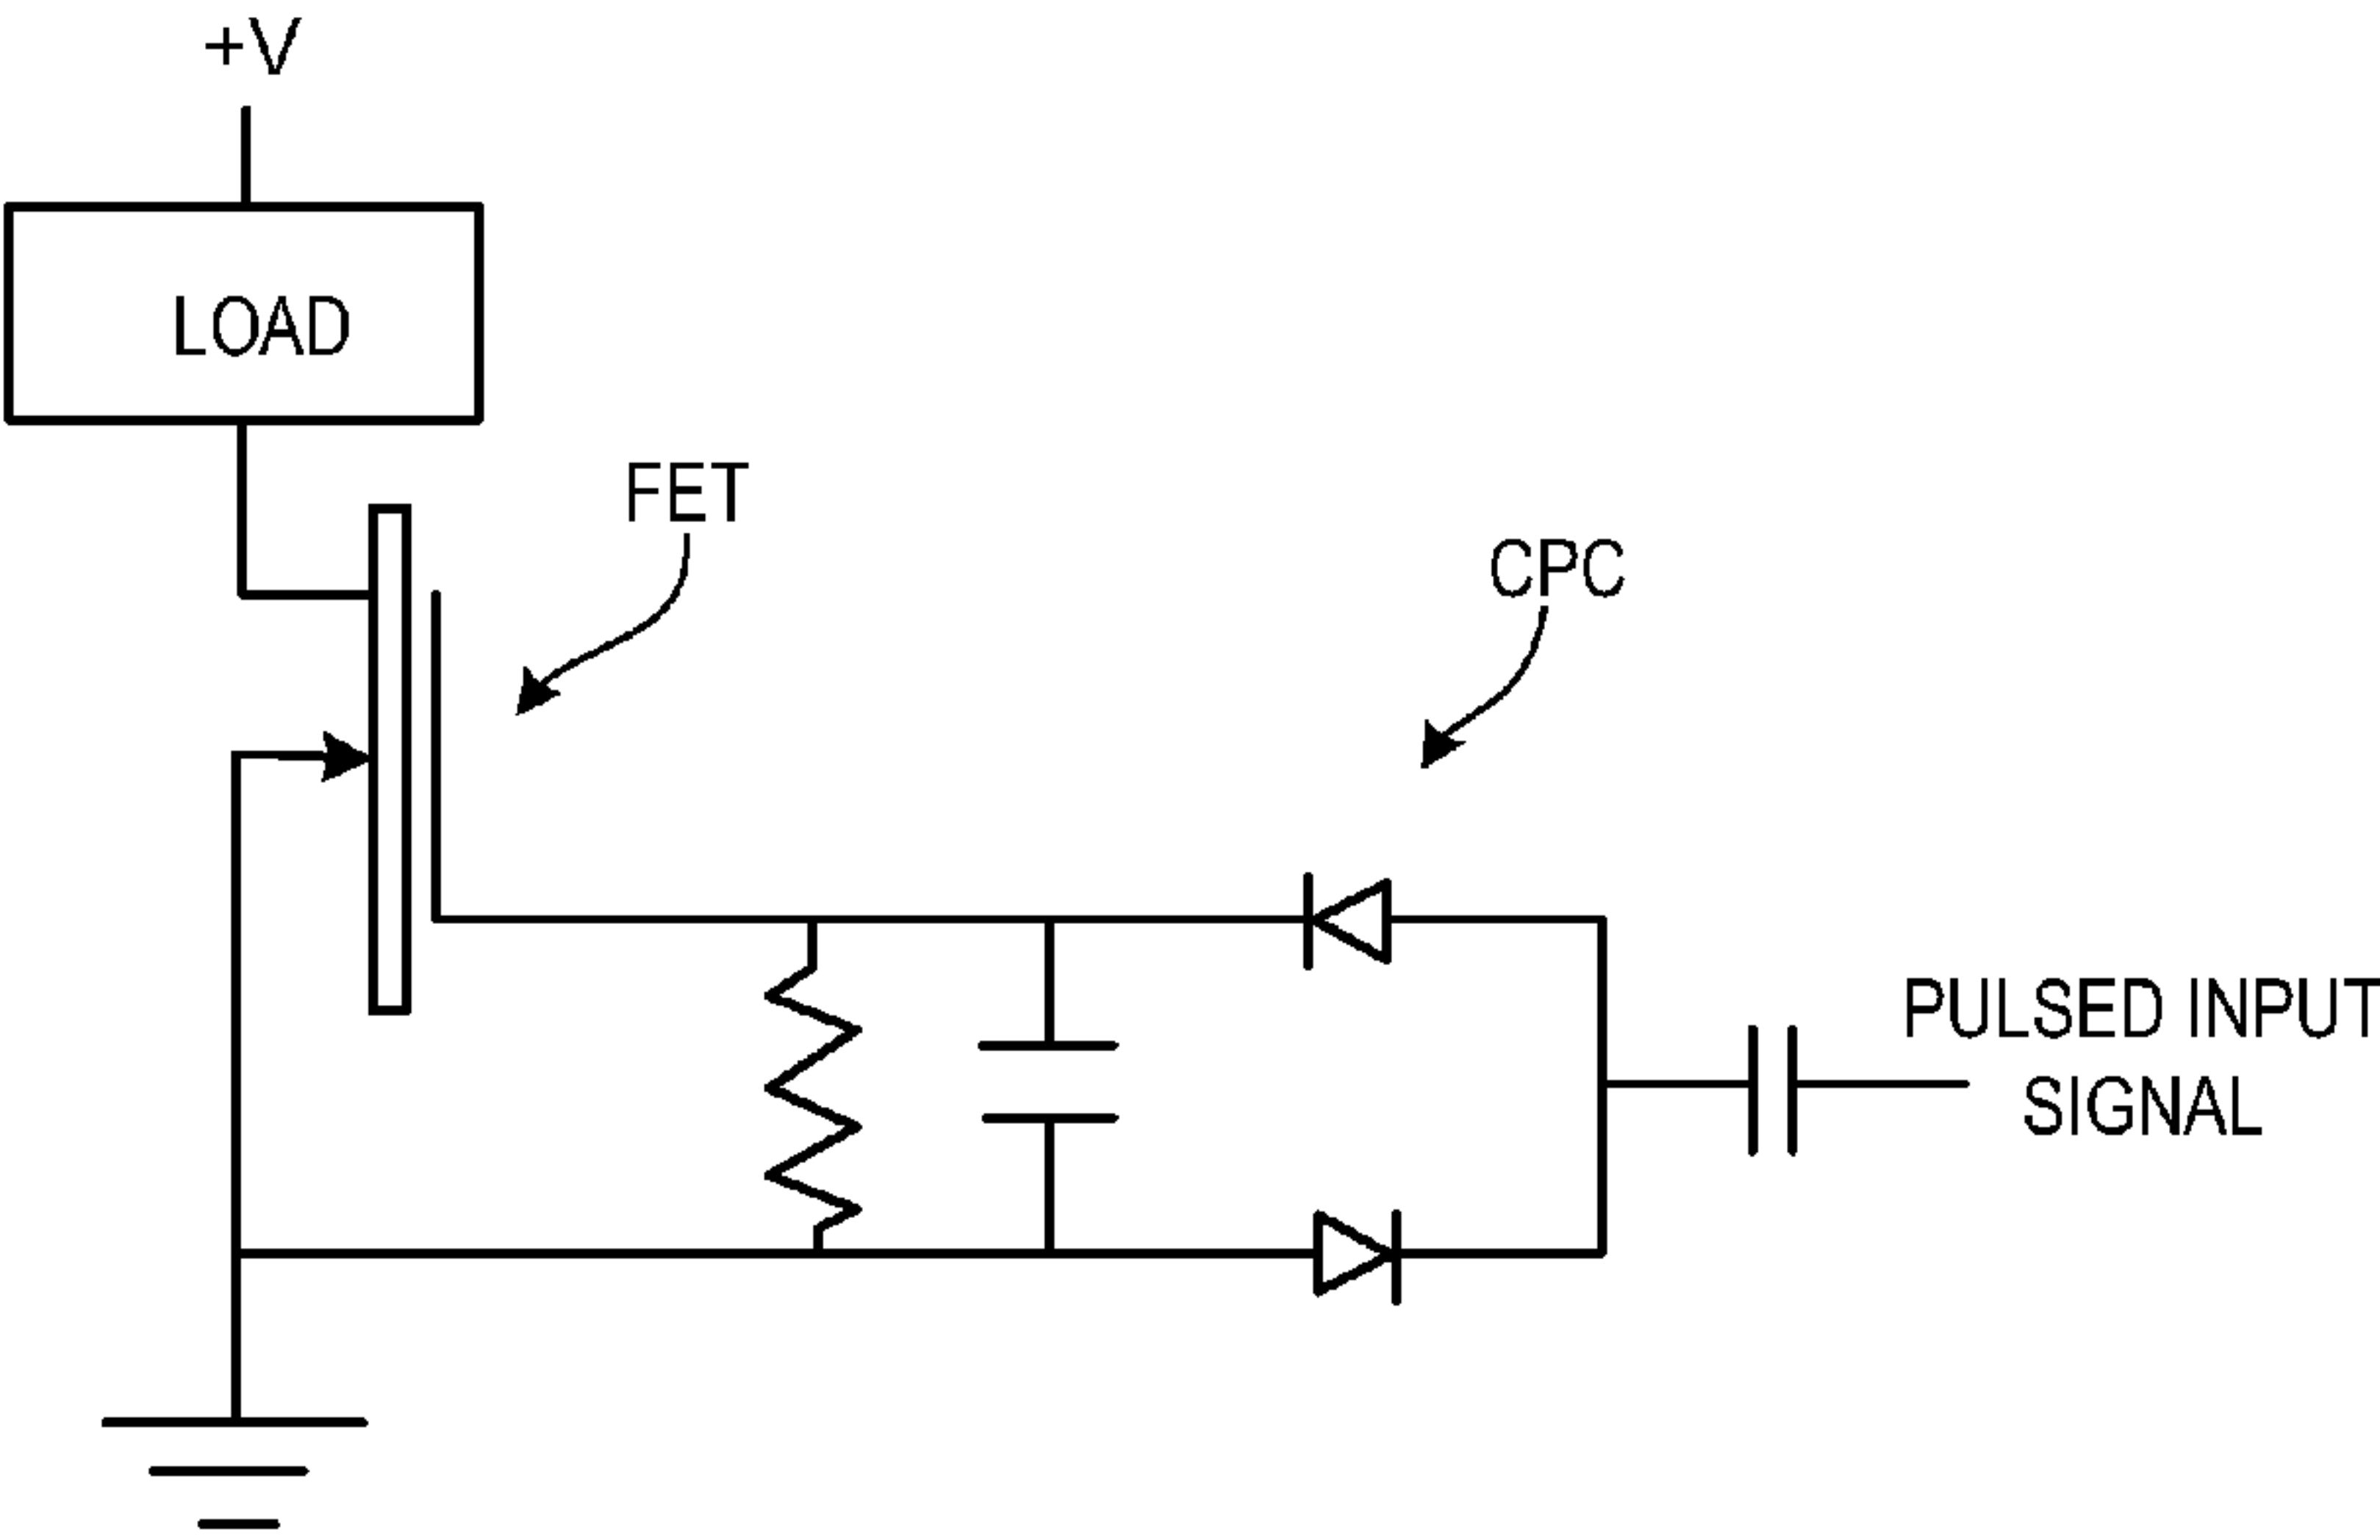 +V
LOAD
FET
CPC
PULSED INPUT
SIGNAL